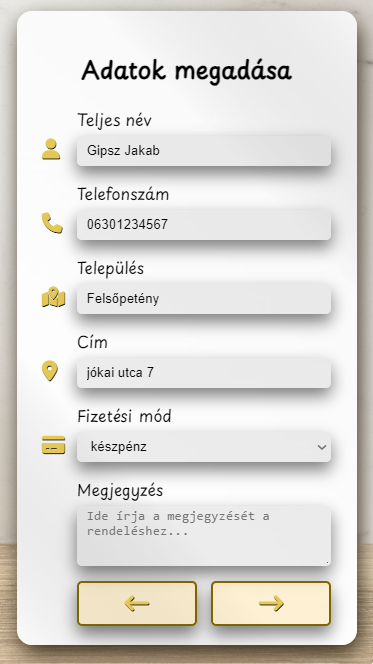 Adatok megadása
Teljes név
Gipsz Jakab
Telefonszám
06301234567
Település
Felsőpetény
Cím
jókai utca 7
Fizetési mód
készpénz
Megjegyzés
Ide írja a megjegyzését a
rendeléshez...